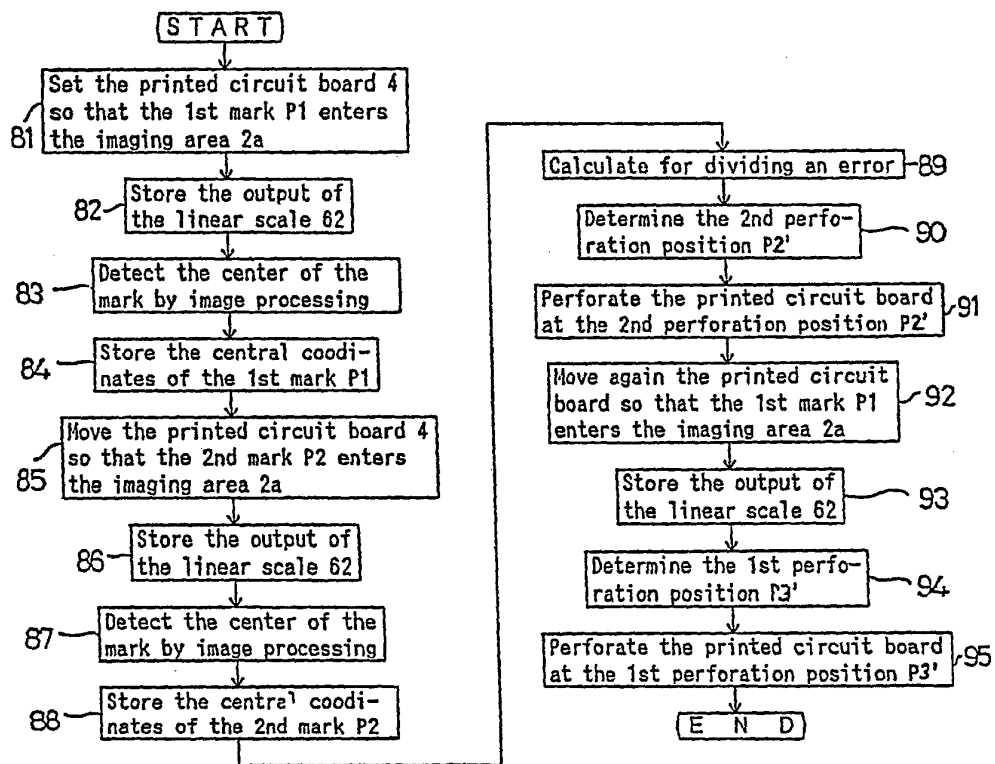 START
Set the printed circuit board 4
so that the 1st mark P1 enters
the imaging area 2a
81
Store the output of
the linear scale 62
82
Detect the center of the
mark by image processing
83
Store the central coodi-
nates of the 1st mark P1
84
Move the printed circuit board 4
so that the 2nd mark P2 enters
the imaging area 2a
85
Store the output of
the linear scale 62
86
Detect the center of the
mark by image processing
87
Store the central coodi-
nates of the 2nd mark P2
88
Calculate for dividing an error
89
Determine the 2nd perfo-
ration position P2'
90
Perforate the printed circuit board
at the 2nd perforation position P2'
91
Move again the printed circuit
board so that the 1st mark P1
enters the imaging area 2a
92
Store the output of
the linear scale 62
93
Determine the 1st perfo-
ration position P3'
94
Perforate the printed circuit board
at the 1st perforation position P3'
95
END